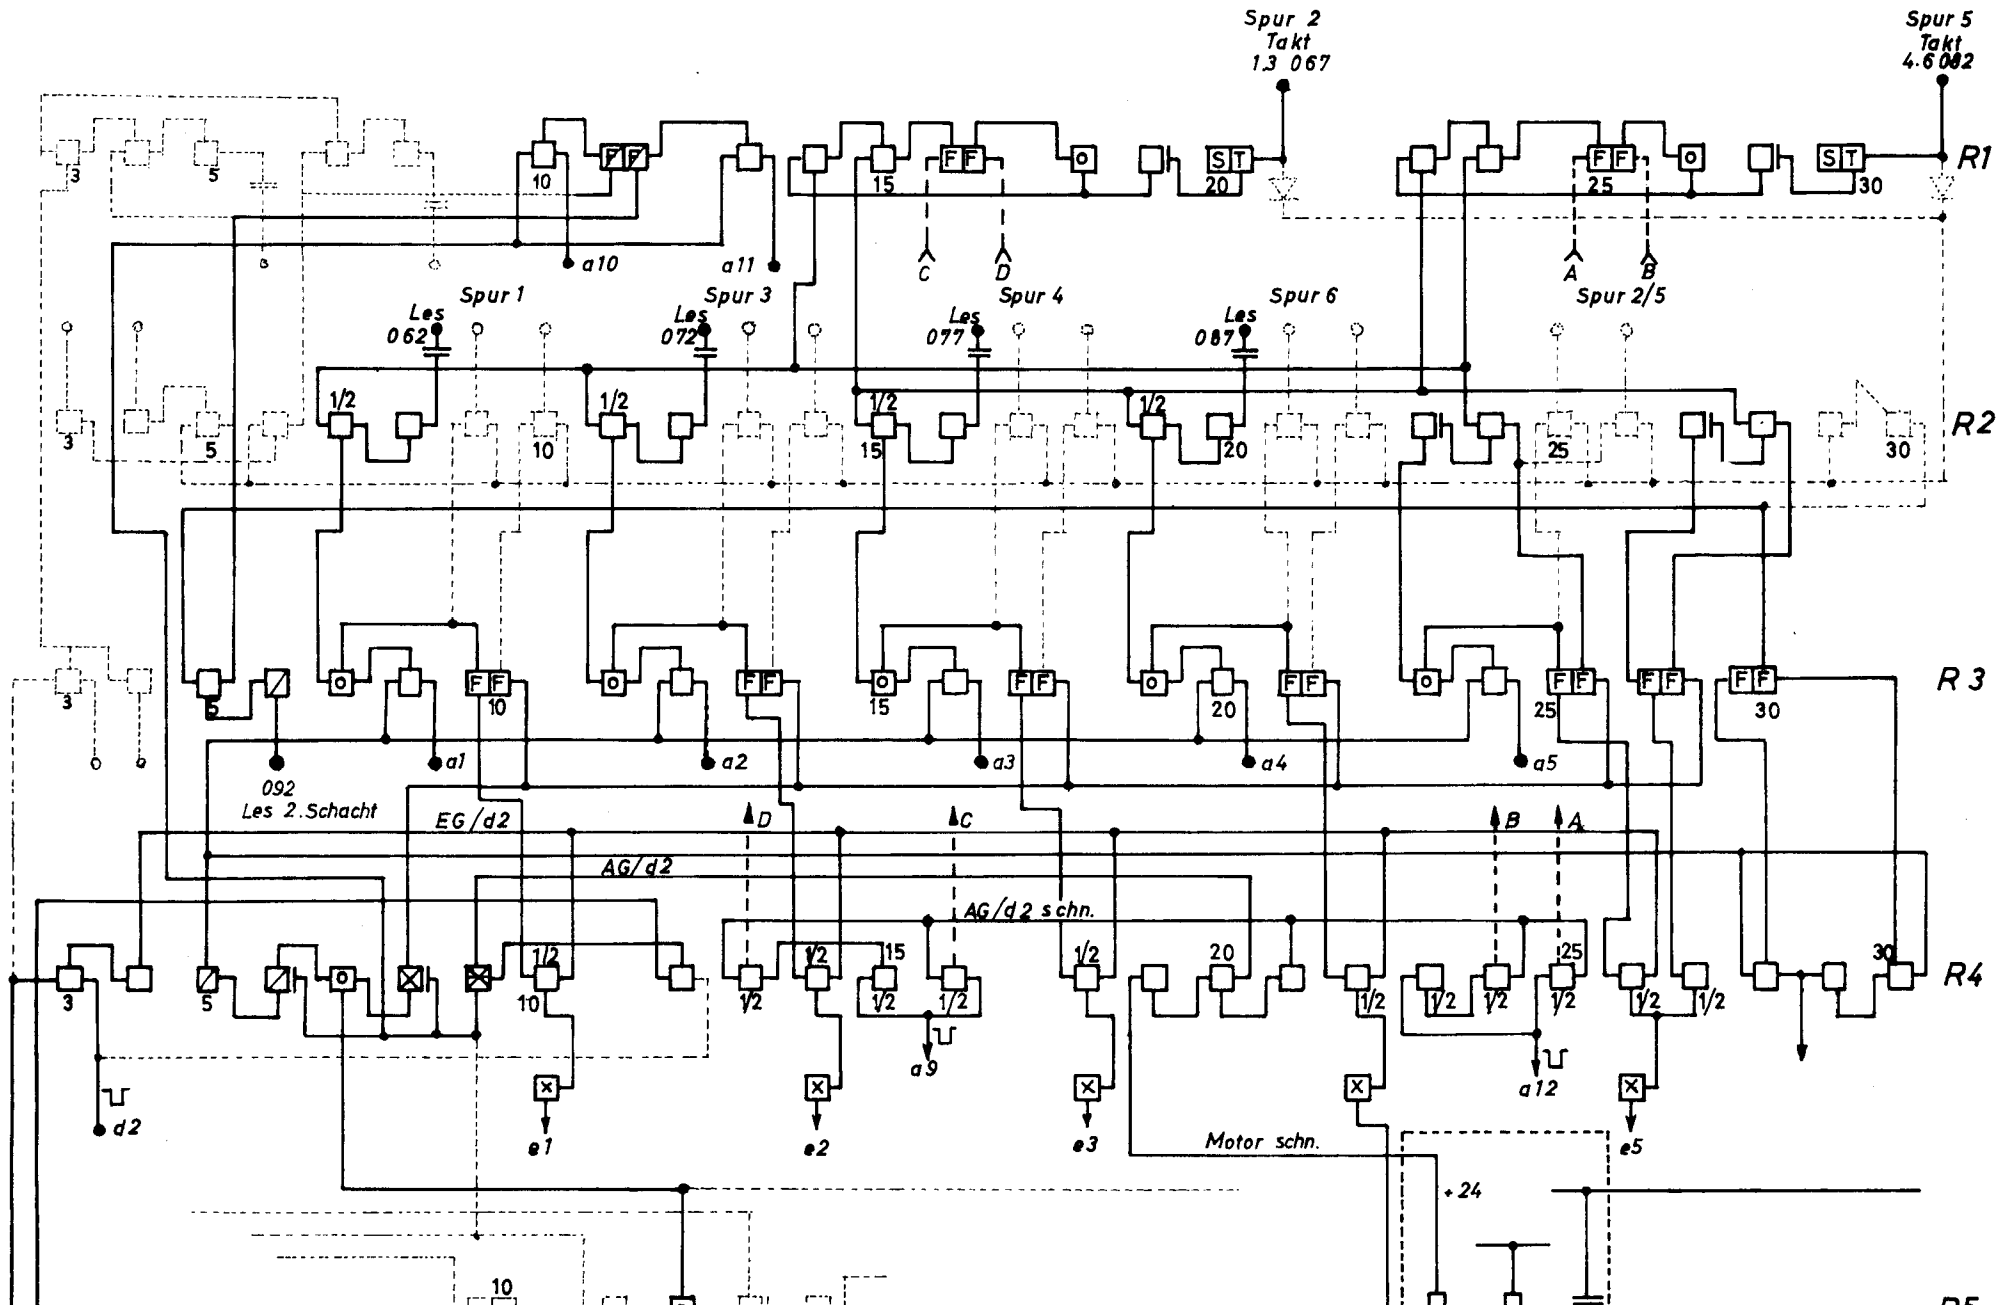 Spur 2
Takt
1.3 067
Spur 5
Takt
4.6 082
3
5
10
F F
15
F F
O
S T
20
F F
25
O
S T
30
R1
a10
a11
C
D
A
B
Spur 1
Spur 3
Spur 4
Spur 6
Spur 2/5
Les
062
Les
072
Les
077
Les
087
1/2
1/2
1/2
1/2
3
5
10
15
20
25
30
R2
3
5
O
F F
10
O
F F
O
15
F F
20
O
F F
O
F F
25
F F
F F
30
R3
092
Les 2. Schacht
a1
a2
a3
a4
a5
EG/d2
D
C
B
A
AG/d2
AG/d2 schn.
3
5
O
1/2
10
1/2
1/2
15
1/2
1/2
1/2
20
1/2
1/2
1/2
25
1/2
1/2
1/2
30
R4
d2
X
e1
X
e2
a9
X
e3
X
a12
X
e5
Motor schn.
+24
10